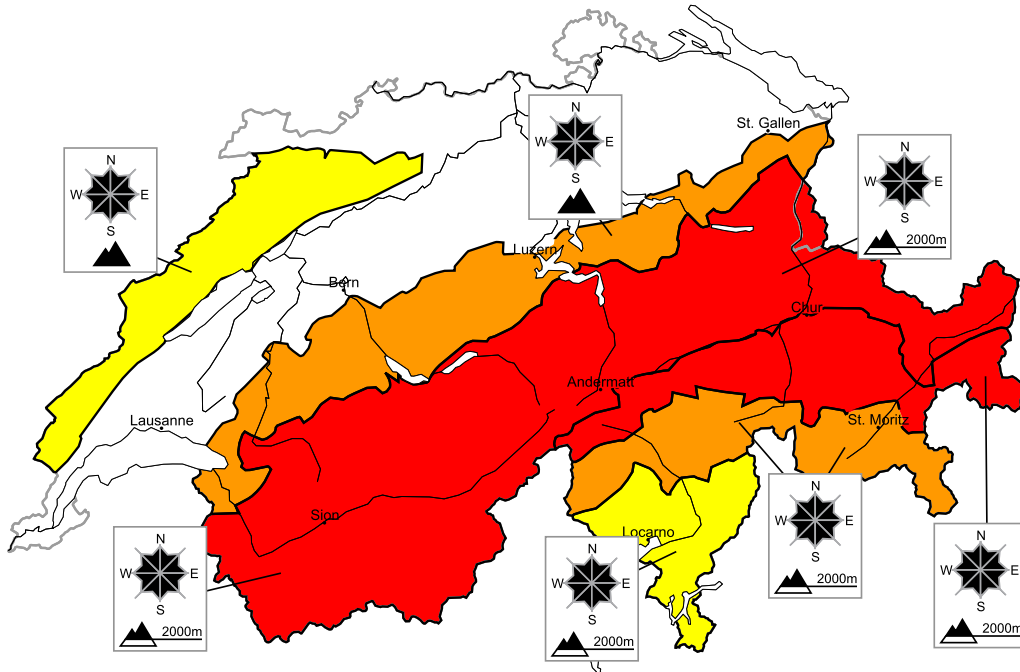 N
W E
S
St. Gallen
N
W E
S
N
W E
S
2000m
Luzern
Bern
Chur
Andermatt
Lausanne
St. Moritz
N
W E
S
2000m
Sion
Locarno
N
W E
S
2000m
N
W E
S
2000m
N
W E
S
2000m